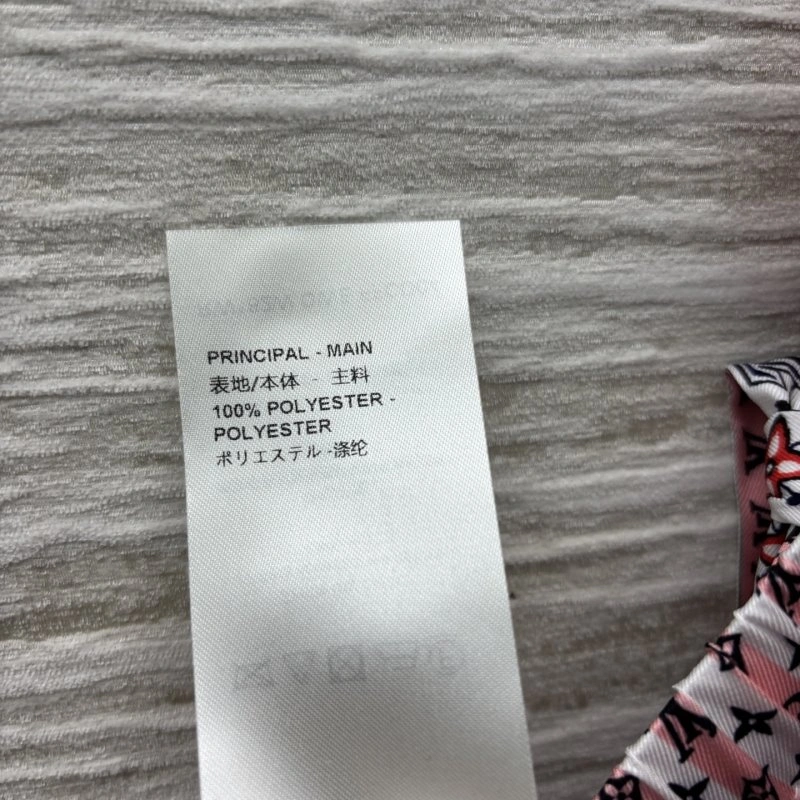 PRINCIPAL - MAIN
表地/本体 - 主料
100% POLYESTER -
POLYESTER
ポリエステル -涤纶